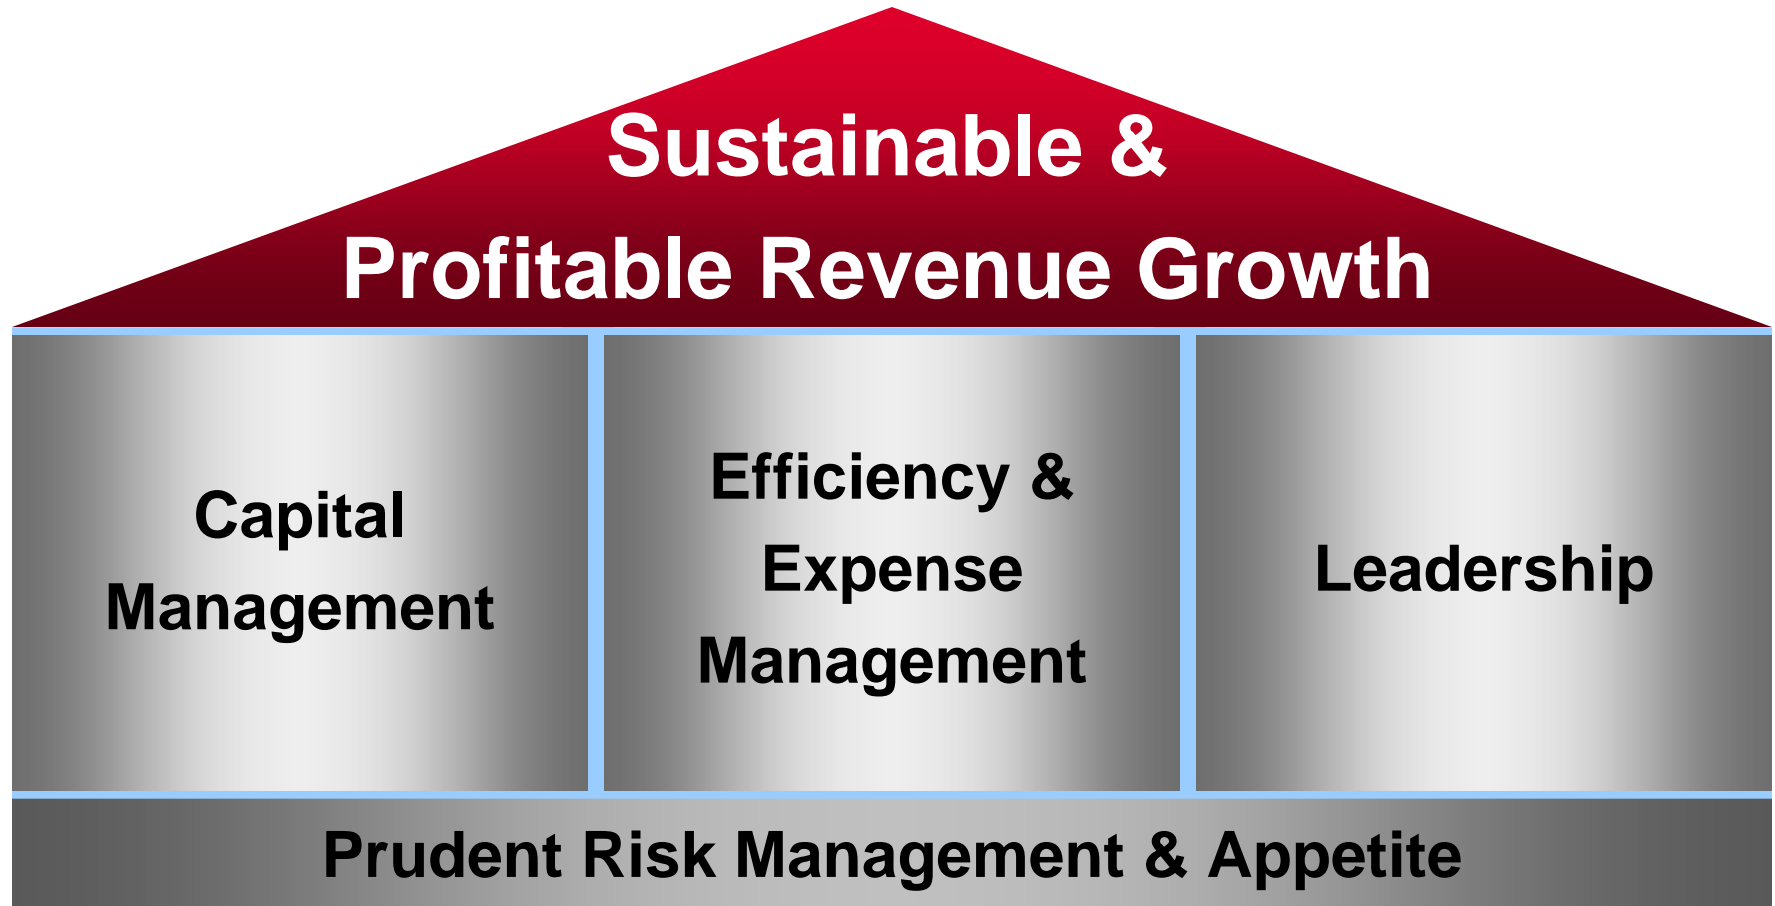 Sustainable &
Profitable Revenue Growth
Capital
Management
Efficiency &
Expense
Management
Leadership
Prudent Risk Management & Appetite